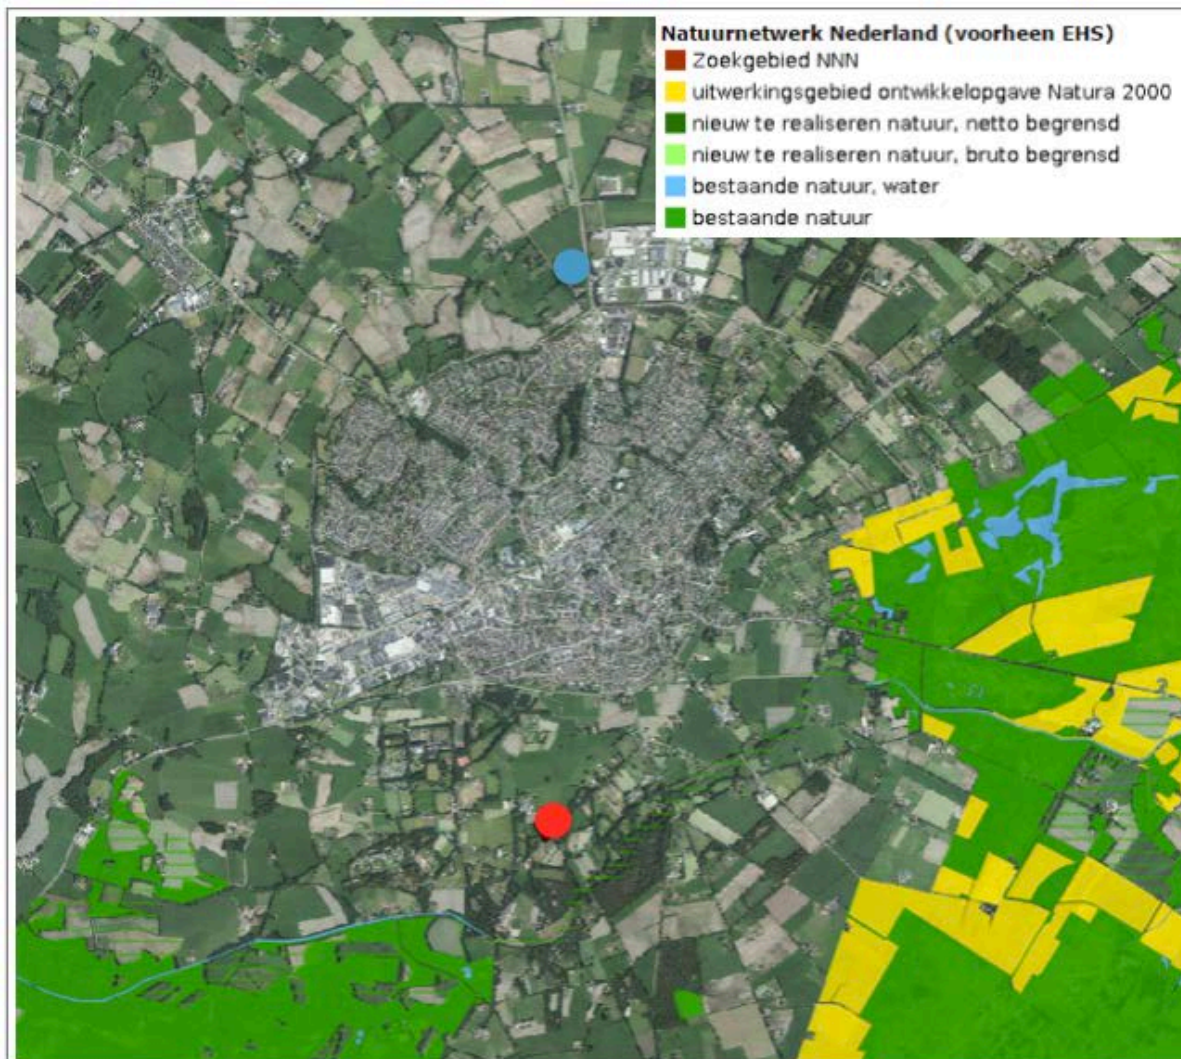 Natuurnetwerk Nederland (voorheen EHS)
Zoekgebied NNN
uitwerkingsgebied ontwikkelopgave Natura 2000
nieuw te realiseren natuur, netto begrensd
nieuw te realiseren natuur, bruto begrensd
bestaande natuur, water
bestaande natuur